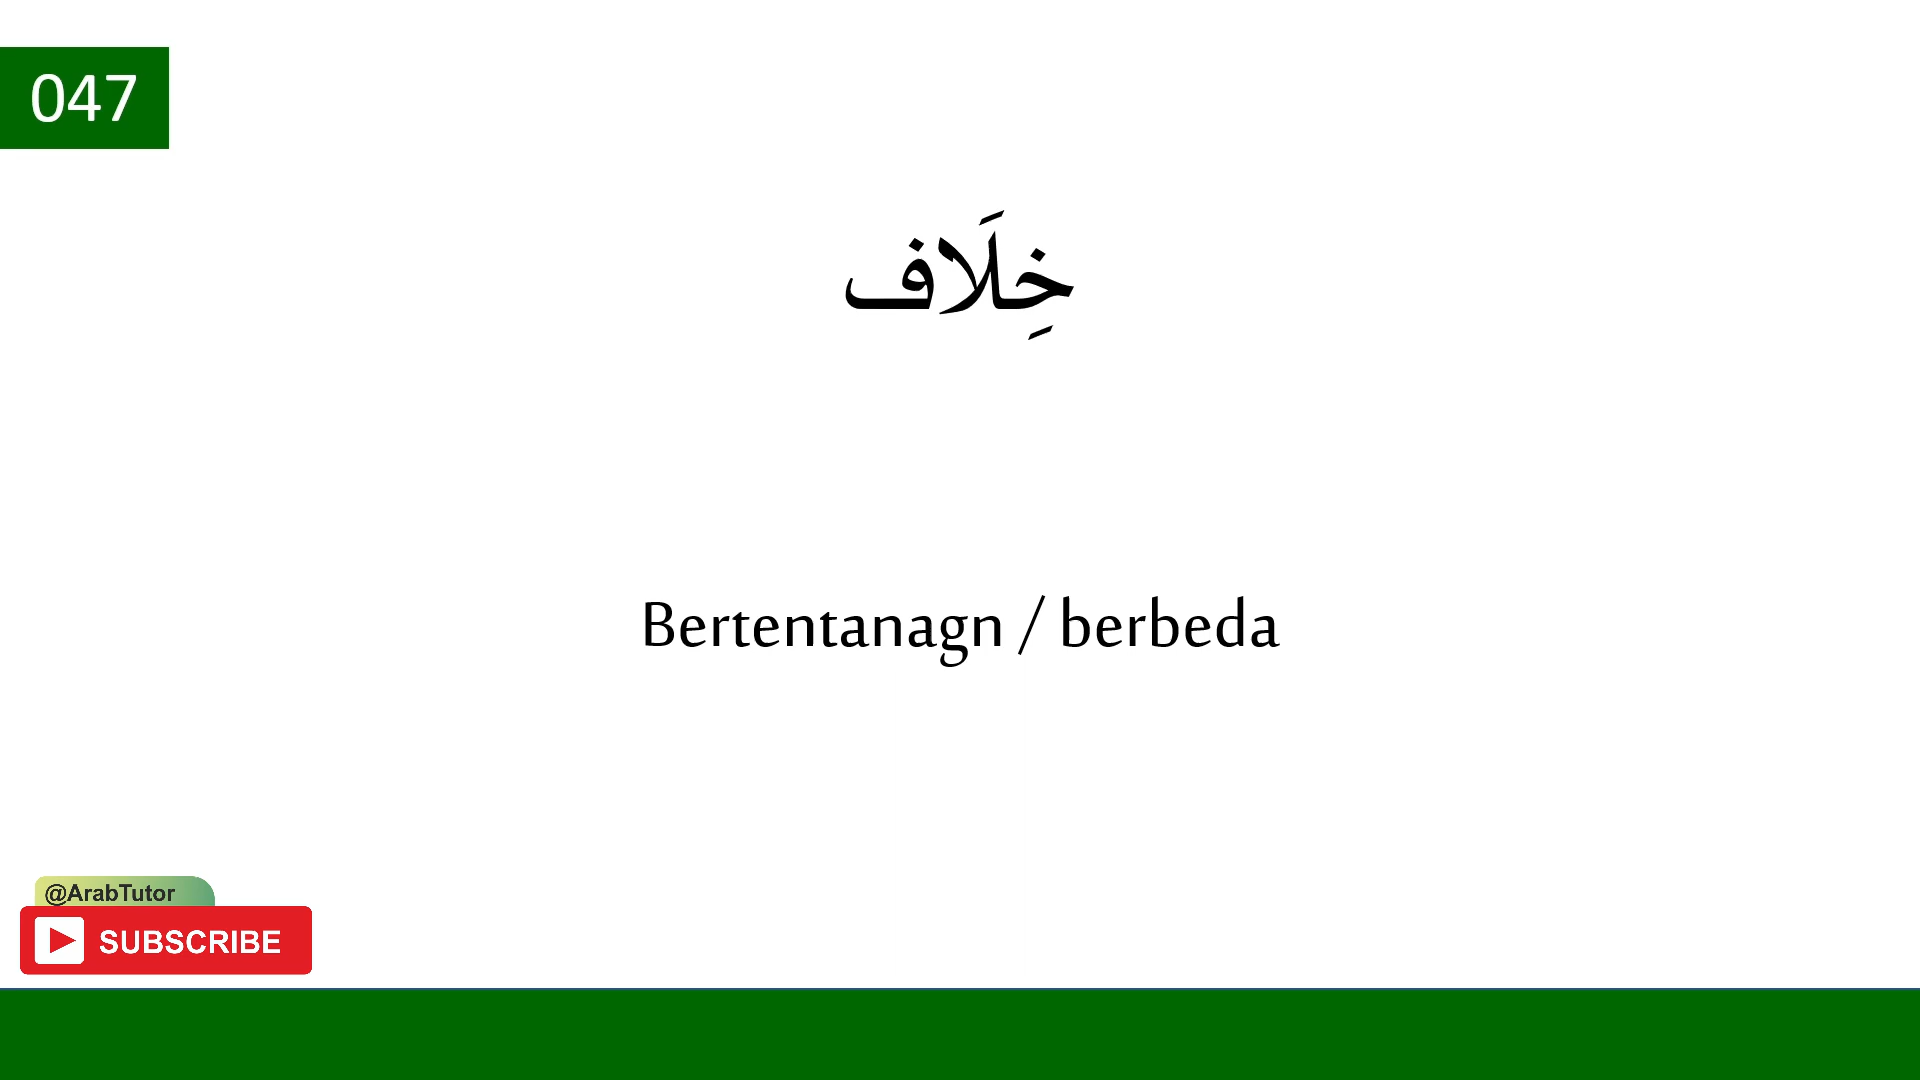 047
خِلَاف
Bertentanagn / berbeda
@ArabTutor
SUBSCRIBE